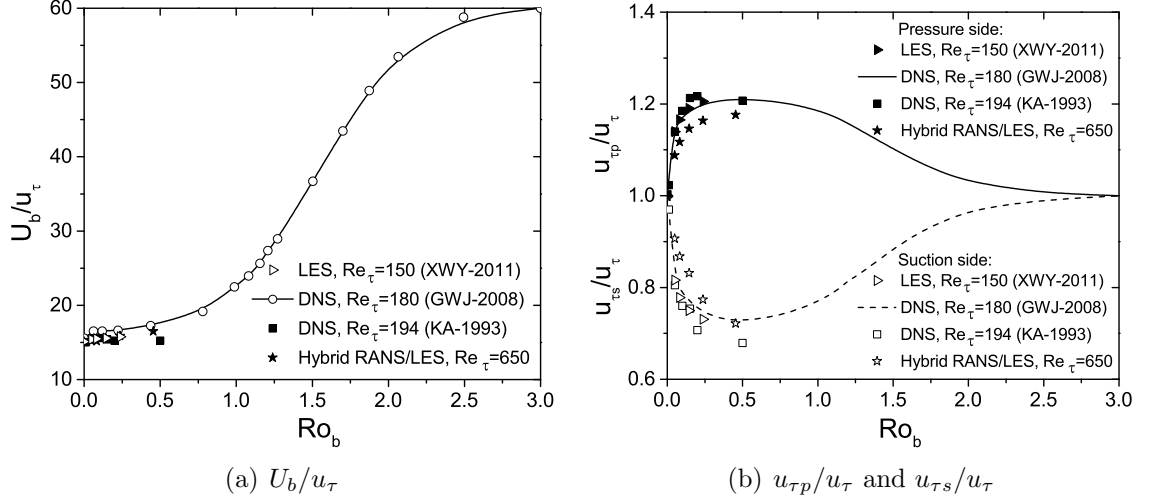 60
50
40
30
20
10
U_b/u_τ
0.0 0.5 1.0 1.5 2.0 2.5 3.0
Ro_b
LES, Re_τ=150 (XWY-2011)
DNS, Re_τ=180 (GWJ-2008)
DNS, Re_τ=194 (KA-1993)
Hybrid RANS/LES, Re_τ=650
(a) U_b/u_τ
1.4
1.2
1.0
0.8
0.6
u_τp/u_τ
u_τs/u_τ
Pressure side:
LES, Re_τ=150 (XWY-2011)
DNS, Re_τ=180 (GWJ-2008)
DNS, Re_τ=194 (KA-1993)
Hybrid RANS/LES, Re_τ=650
Suction side:
LES, Re_τ=150 (XWY-2011)
DNS, Re_τ=180 (GWJ-2008)
DNS, Re_τ=194 (KA-1993)
Hybrid RANS/LES, Re_τ=650
0.0 0.5 1.0 1.5 2.0 2.5 3.0
Ro_b
(b) u_τp/u_τ and u_τs/u_τ